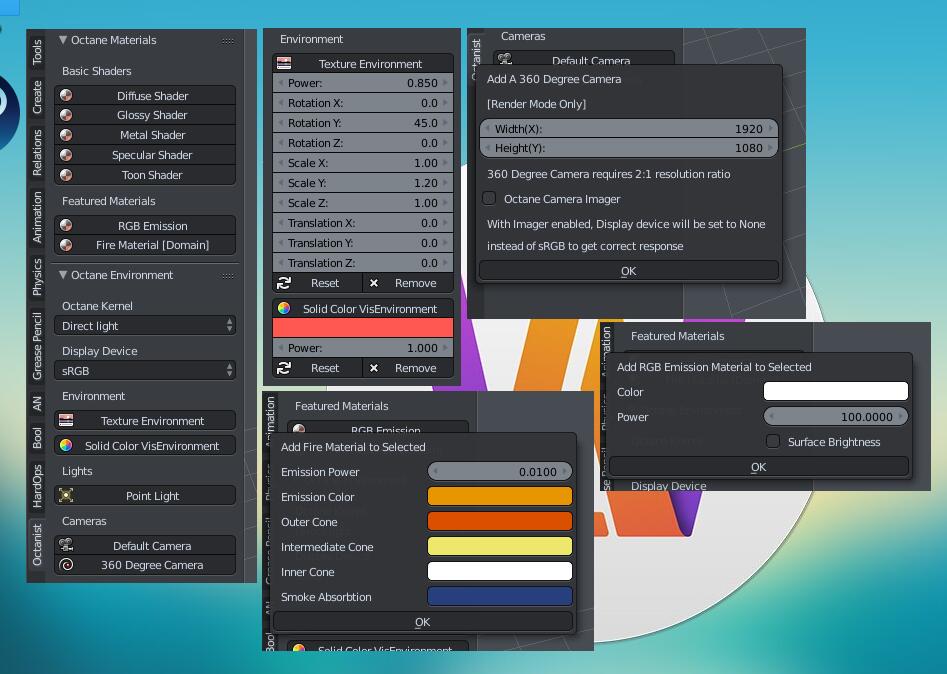 Tools
Create
Relations
Animation
Physics
Grease Pencil
AN
Bool
HardOps
Octanist
Octane Materials
Basic Shaders
Diffuse Shader
Glossy Shader
Metal Shader
Specular Shader
Toon Shader
Featured Materials
RGB Emission
Fire Material [Domain]
Octane Environment
Octane Kernel
Direct light
Display Device
sRGB
Environment
Texture Environment
Solid Color VisEnvironment
Lights
Point Light
Cameras
Default Camera
360 Degree Camera
Environment
Texture Environment
Power: 0.850
Rotation X: 0.0
Rotation Y: 45.0
Rotation Z: 0.0
Scale X: 1.00
Scale Y: 1.20
Scale Z: 1.00
Translation X: 0.0
Translation Y: 0.0
Translation Z: 0.0
Reset Remove
Solid Color VisEnvironment
Power: 1.000
Reset Remove
Cameras
Default Camera
Add A 360 Degree Camera
[Render Mode Only]
Width(X): 1920
Height(Y): 1080
360 Degree Camera requires 2:1 resolution ratio
Octane Camera Imager
With Imager enabled, Display device will be set to None
instead of sRGB to get correct response
OK
Featured Materials
Add RGB Emission Material to Selected
Color
Power 100.0000
Surface Brightness
OK
Display Device
Animation
Featured Materials
RGB Emission
Add Fire Material to Selected
Emission Power 0.0100
Emission Color
Outer Cone
Intermediate Cone
Inner Cone
Smoke Absorbtion
OK
Bool
Solid Color VisEnvironment